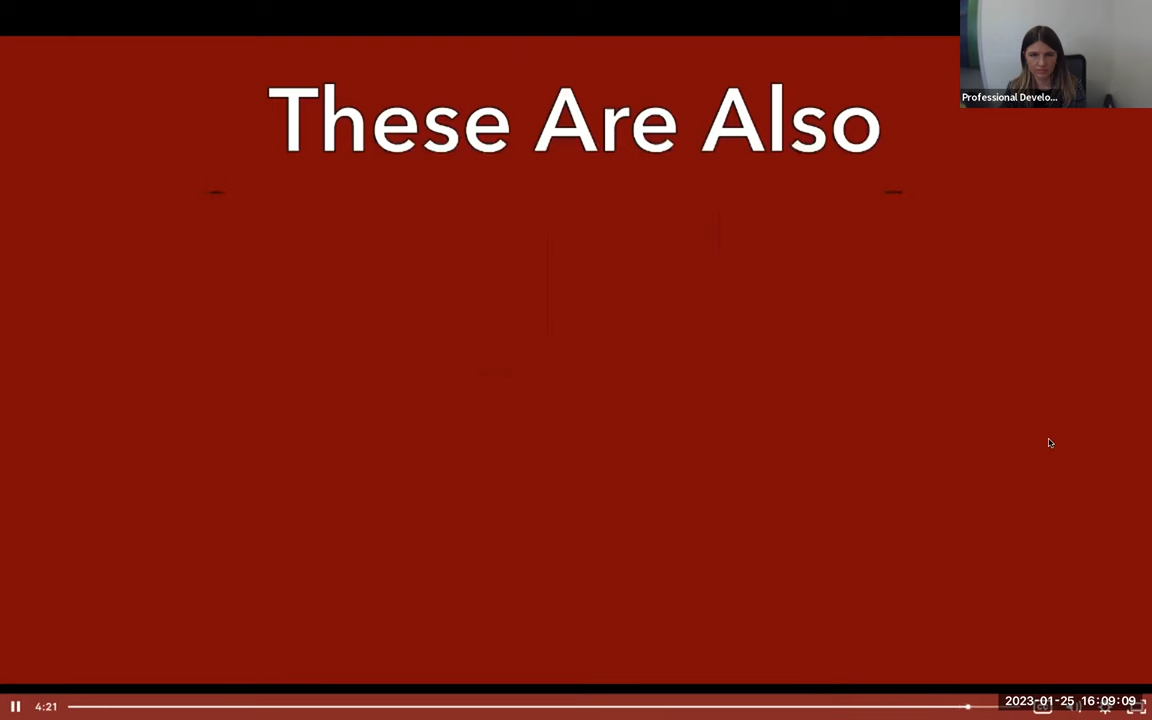 Professional Develo...
These Are Also
4:21
2023-01-25 16:09:09